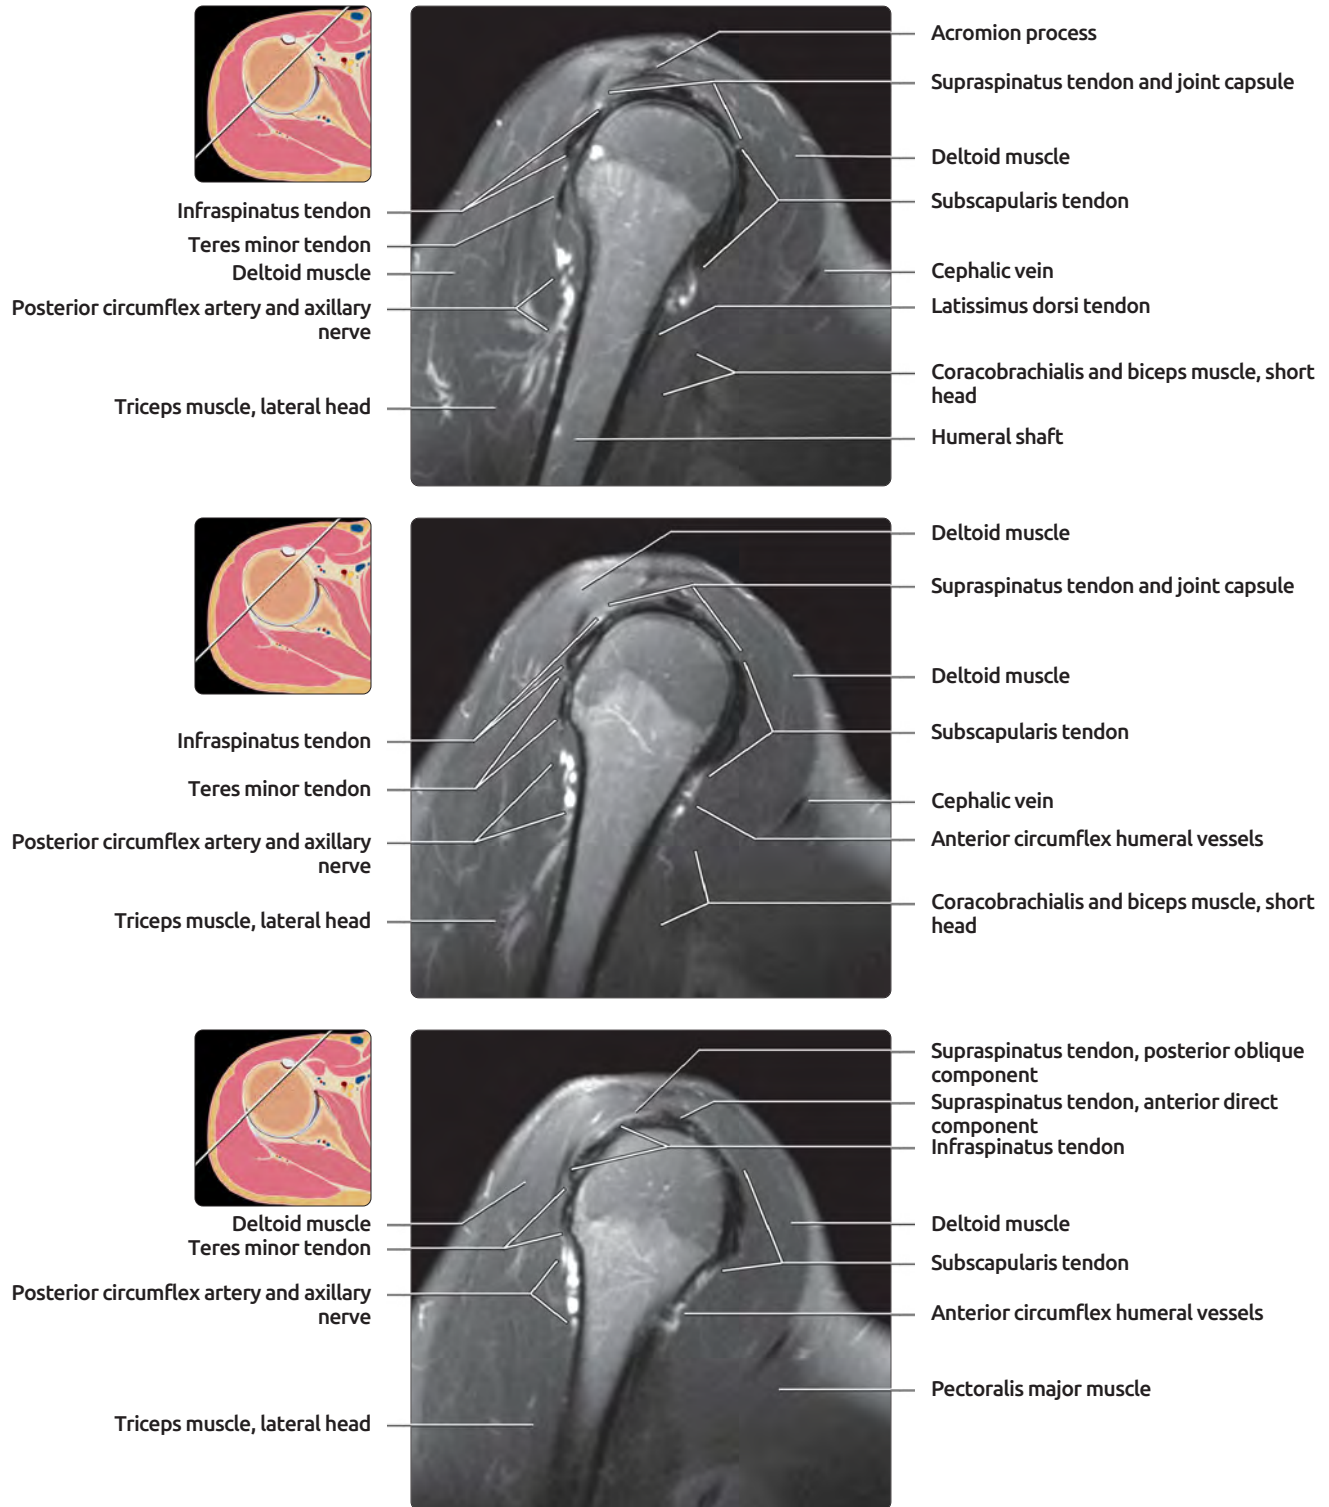 Acromion process
Supraspinatus tendon and joint capsule
Deltoid muscle
Infraspinatus tendon
Subscapularis tendon
Teres minor tendon
Deltoid muscle
Cephalic vein
Posterior circumflex artery and axillary
nerve
Latissimus dorsi tendon
Coracobrachialis and biceps muscle, short
head
Triceps muscle, lateral head
Humeral shaft
Deltoid muscle
Supraspinatus tendon and joint capsule
Deltoid muscle
Infraspinatus tendon
Subscapularis tendon
Teres minor tendon
Cephalic vein
Posterior circumflex artery and axillary
nerve
Anterior circumflex humeral vessels
Triceps muscle, lateral head
Coracobrachialis and biceps muscle, short
head
Supraspinatus tendon, posterior oblique
component
Supraspinatus tendon, anterior direct
component
Infraspinatus tendon
Deltoid muscle
Deltoid muscle
Teres minor tendon
Subscapularis tendon
Posterior circumflex artery and axillary
nerve
Anterior circumflex humeral vessels
Pectoralis major muscle
Triceps muscle, lateral head